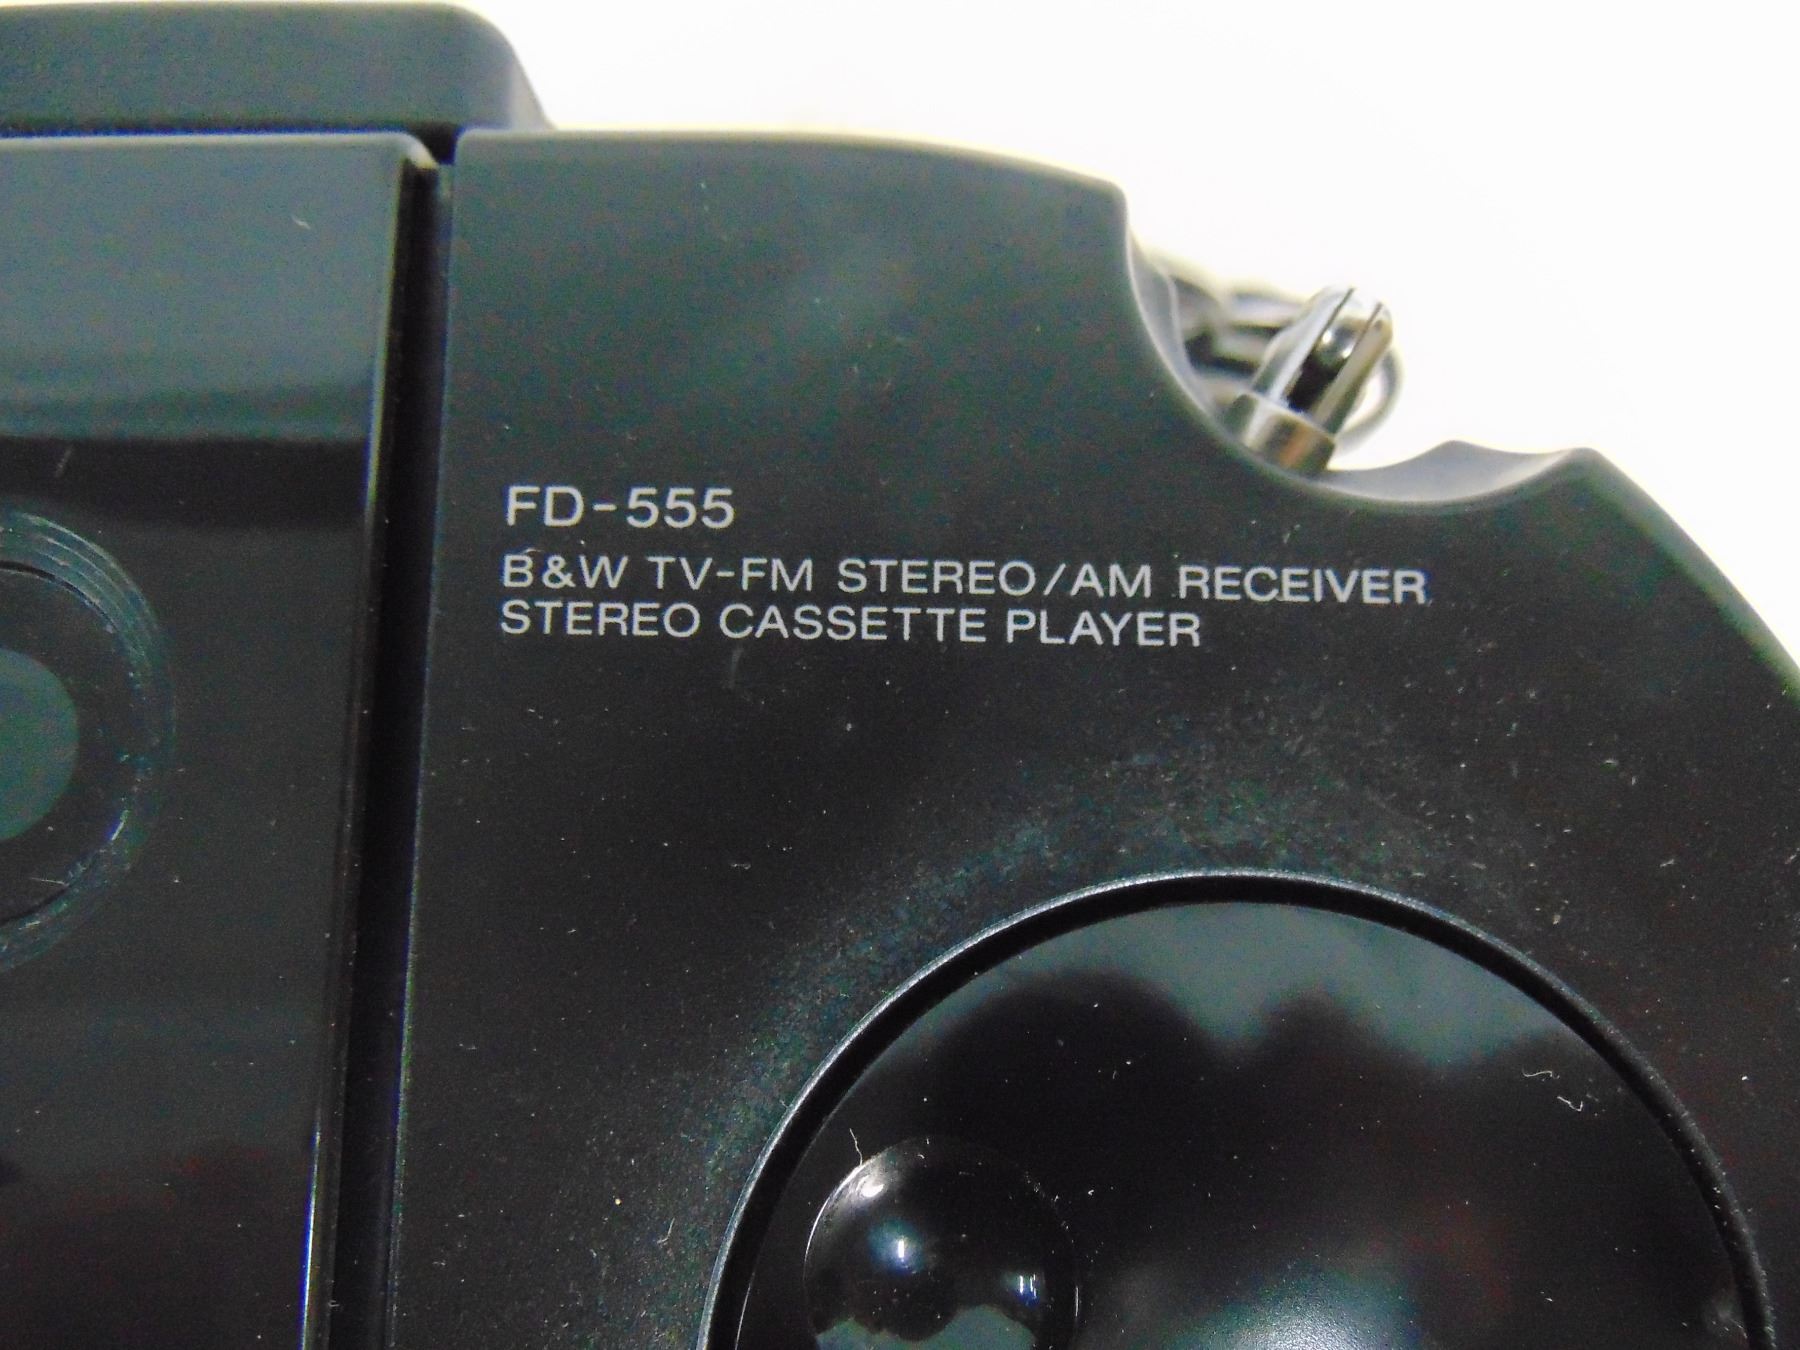 FD-555
B&W TV-FM STEREO/AM RECEIVER
STEREO CASSETTE PLAYER